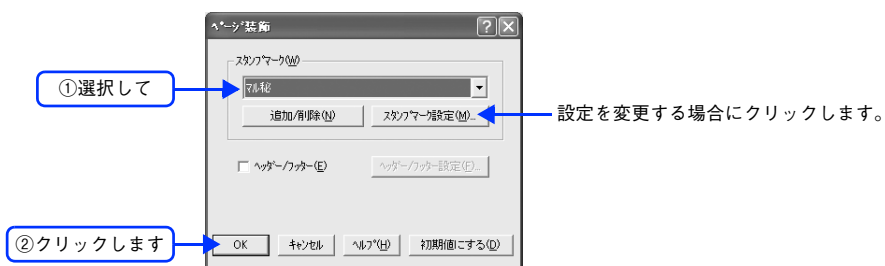 ﾍﾟｰｼﾞ装飾
ｽﾀﾝﾌﾟﾏｰｸ(W)
①選択して
ﾏﾙ秘
追加/削除(N)
ｽﾀﾝﾌﾟﾏｰｸ設定(M)...
設定を変更する場合にクリックします。
ﾍｯﾀﾞｰ/ﾌｯﾀｰ(E)
ﾍｯﾀﾞｰ/ﾌｯﾀｰ設定(F)...
②クリックします
OK
ｷｬﾝｾﾙ
ﾍﾙﾌﾟ(H)
初期値にする(D)